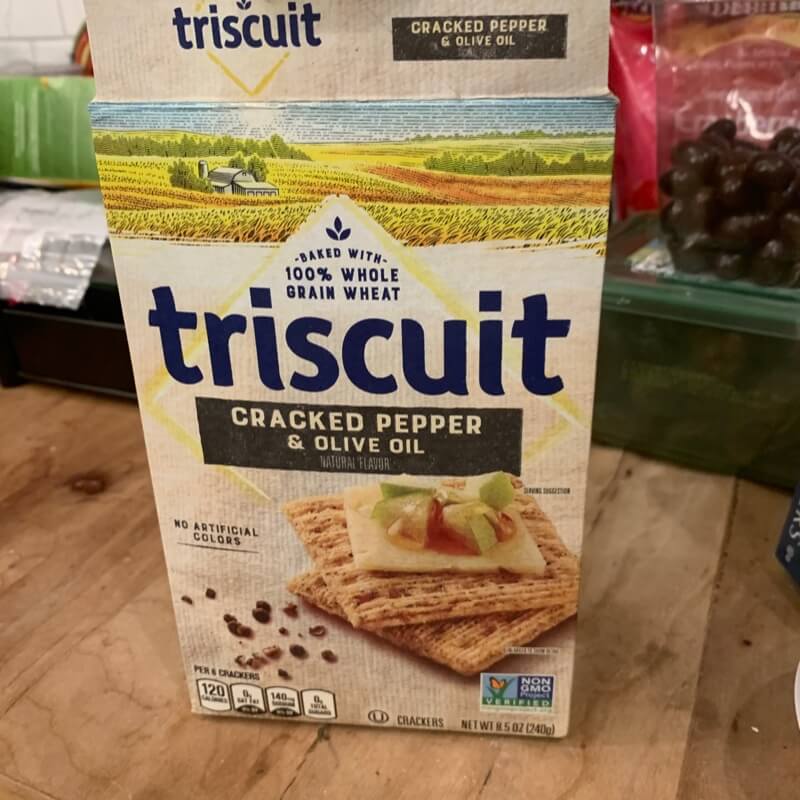 triscuit
CRACKED PEPPER
& OLIVE OIL
-BAKED WITH-
100% WHOLE
GRAIN WHEAT
triscuit
CRACKED PEPPER
& OLIVE OIL
NATURAL FLAVOR
SERVING SUGGESTION
NO ARTIFICIAL
COLORS
PER 6 CRACKERS
120 CALORIES
0g SAT FAT
140mg SODIUM
0g TOTAL SUGARS
U CRACKERS
NET WT 8.5 OZ (240g)
NON
GMO
Project
VERIFIED